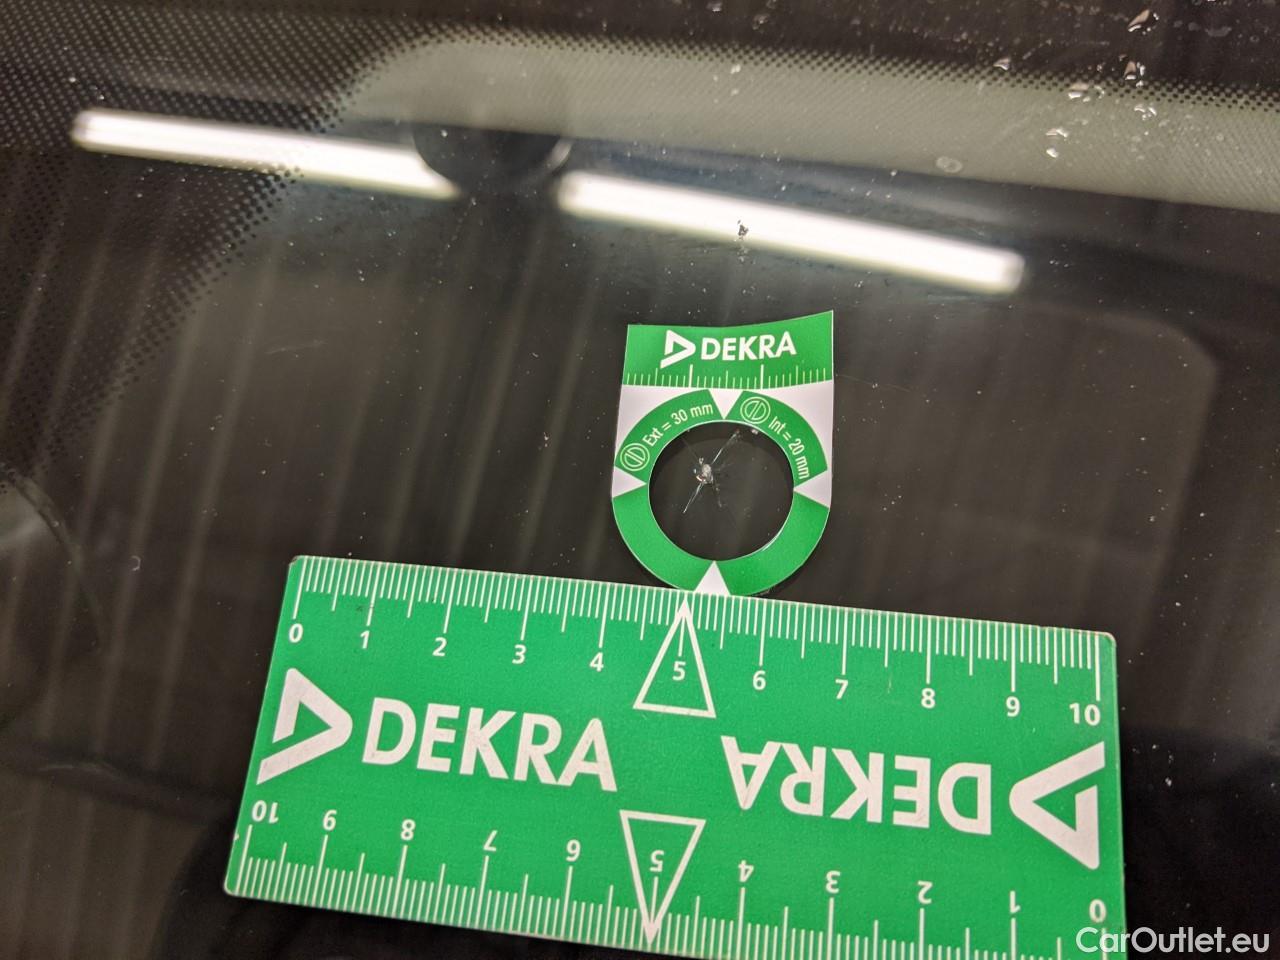 DEKRA
Ext = 30 mm
Int = 20 mm
0 1 2 3 4 5 6 7 8 9 10
DEKRA DEKRA
10 9 8 7 6 5 4 3 2 1 0
CarOutlet.eu